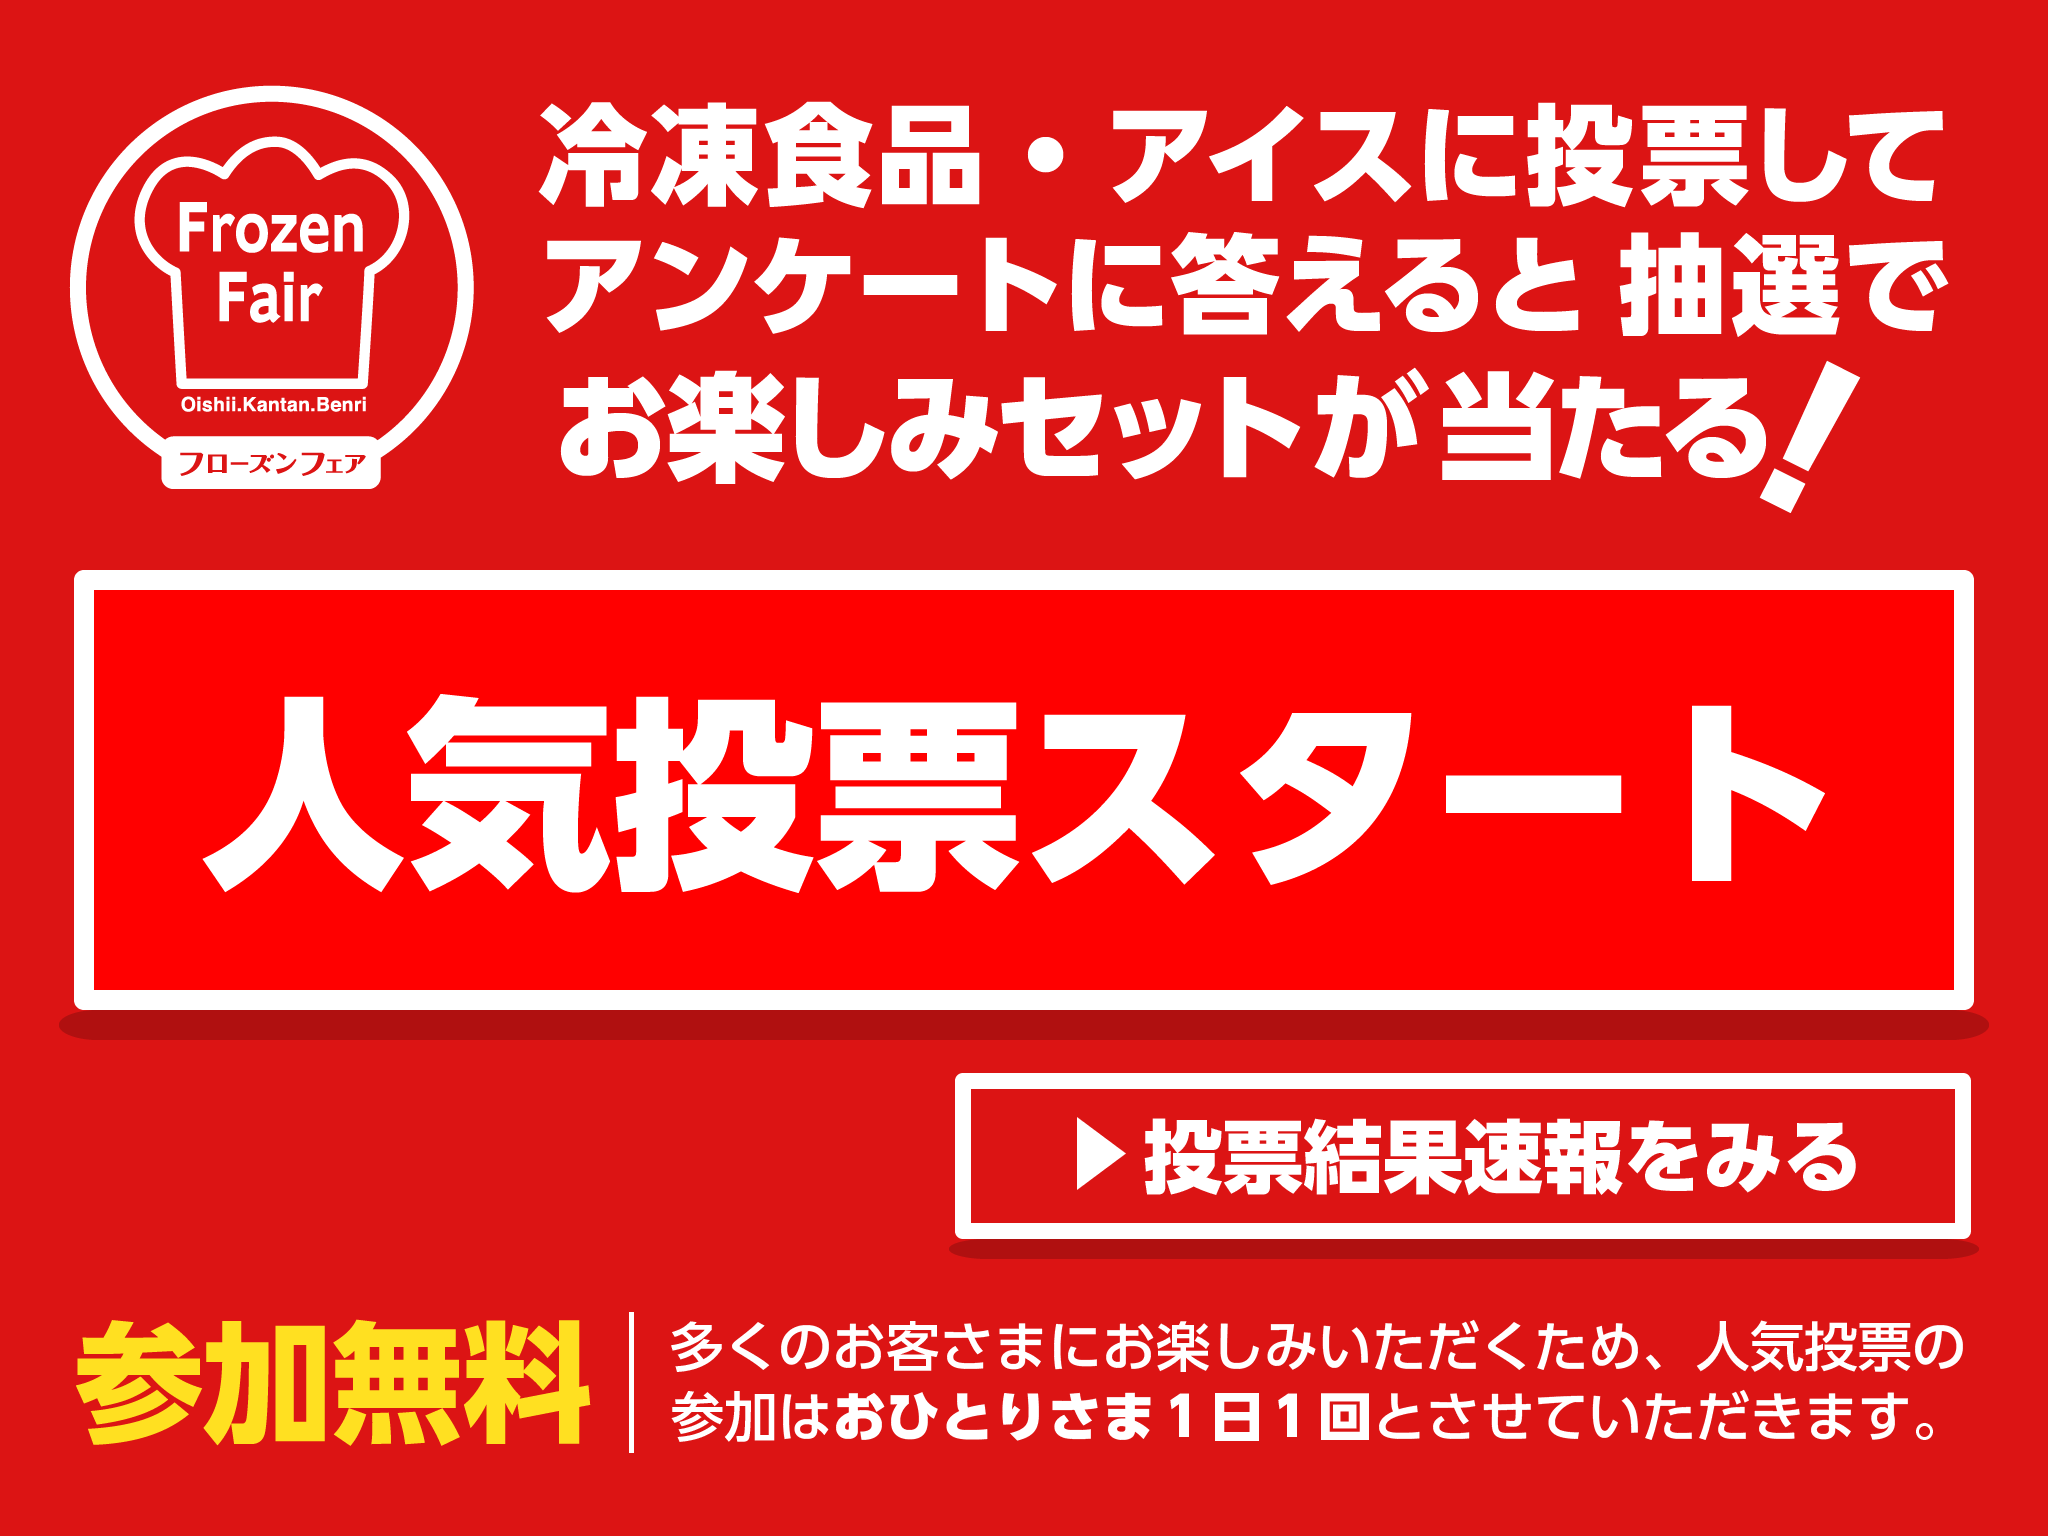 Frozen
Fair
Oishii.Kantan.Benri
フローズンフェア
冷凍食品・アイスに投票して
アンケートに答えると 抽選で
お楽しみセットが当たる！
人気投票スタート
▶投票結果速報をみる
参加無料
多くのお客さまにお楽しみいただくため、人気投票の
参加はおひとりさま１日１回とさせていただきます。